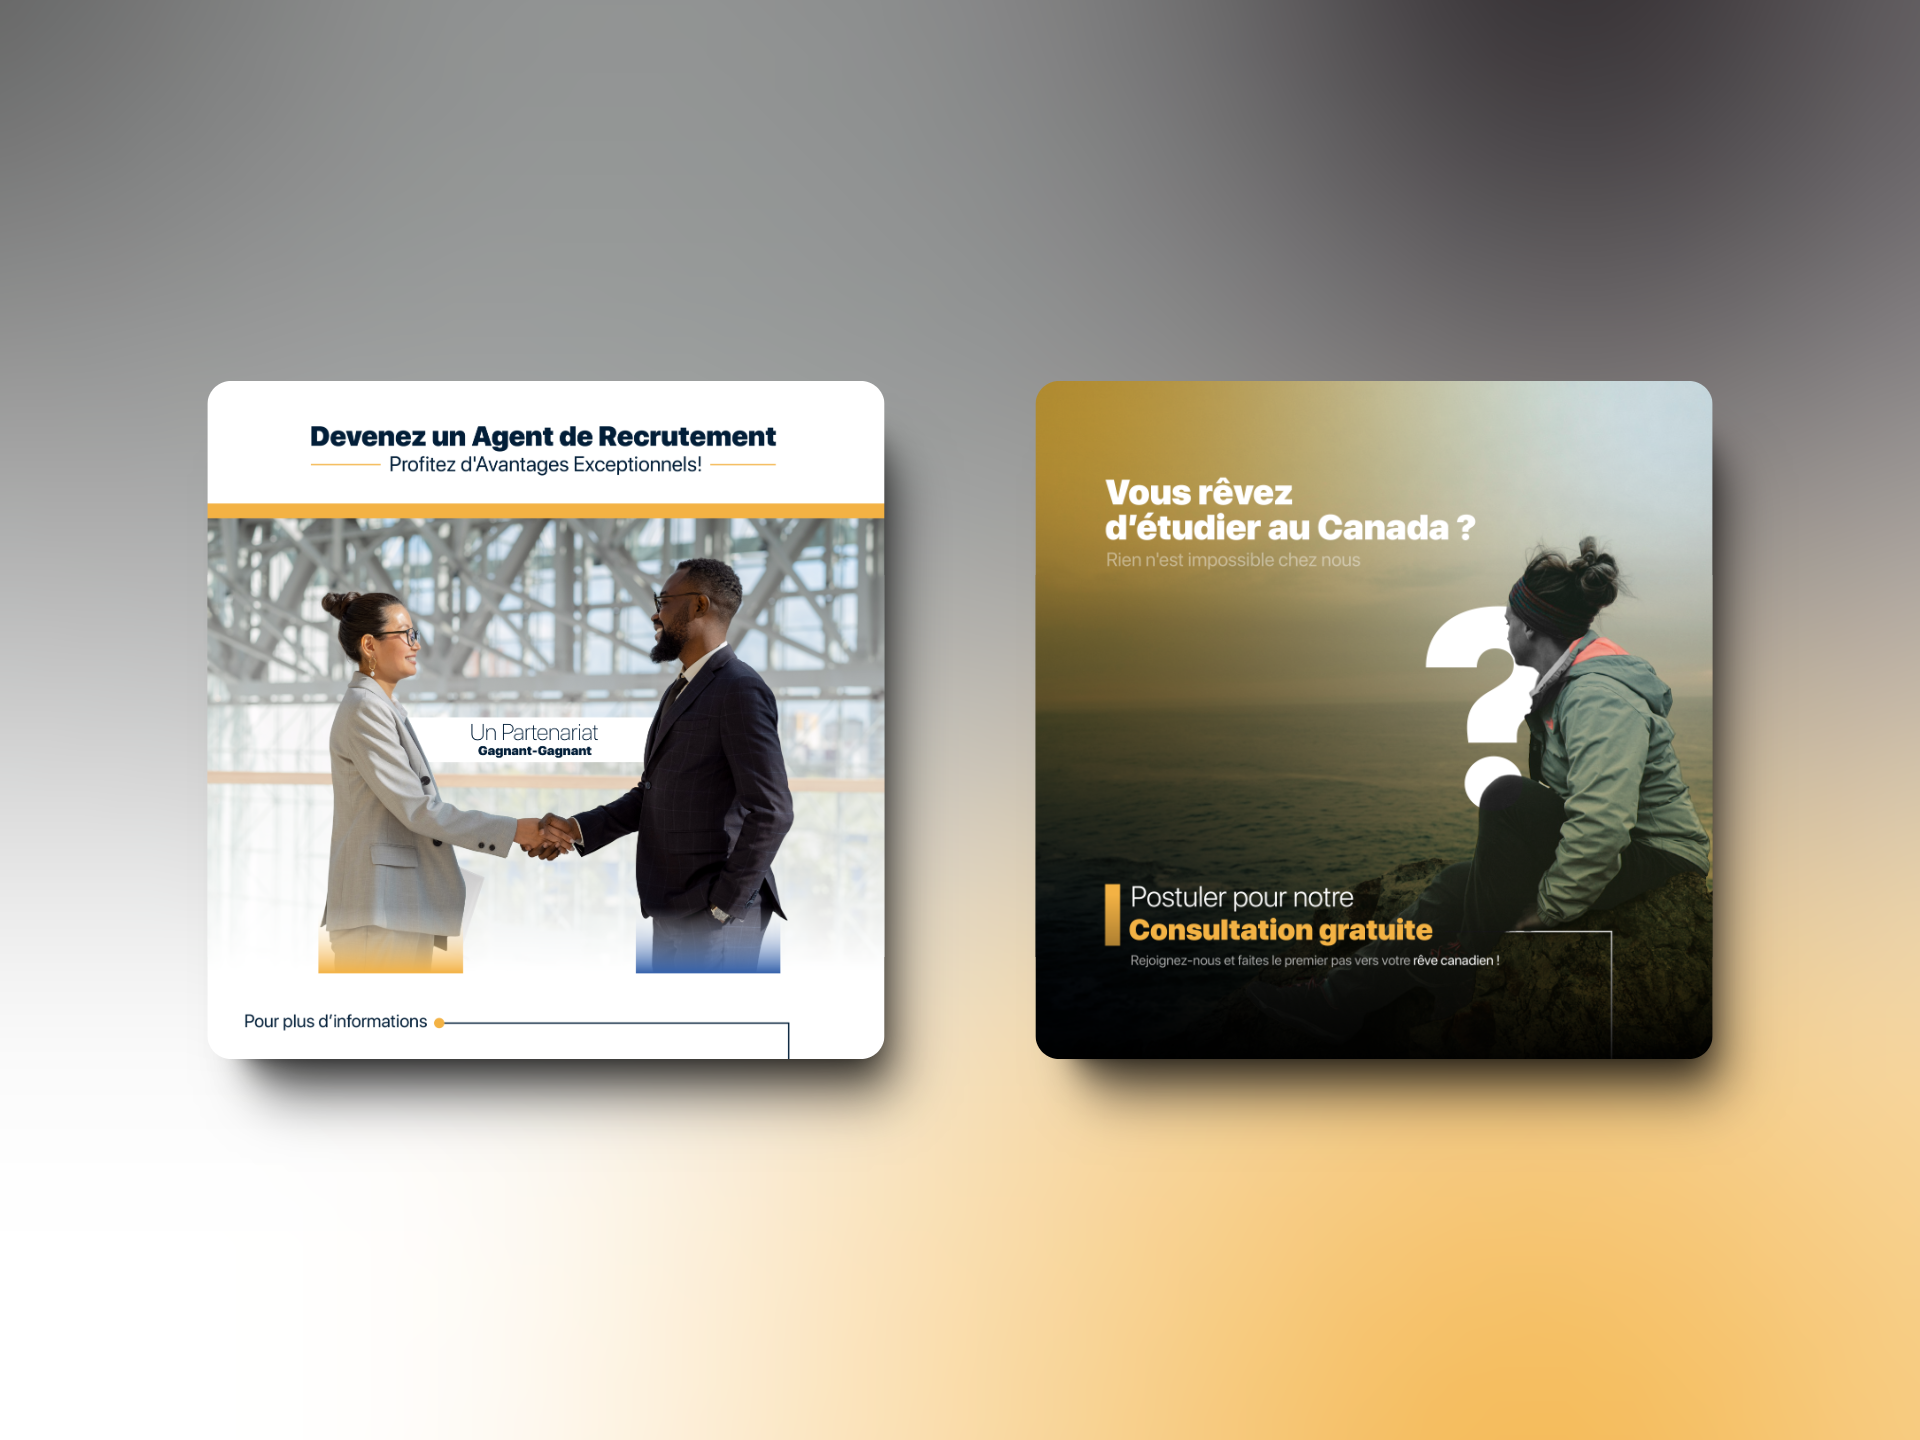 Devenez un Agent de Recrutement
Profitez d'Avantages Exceptionnels!
Un Partenariat
Gagnant-Gagnant
Pour plus d’informations
Vous rêvez
d’étudier au Canada ?
Rien n'est impossible chez nous
?
Postuler pour notre
Consultation gratuite
Rejoignez-nous et faites le premier pas vers votre rêve canadien !